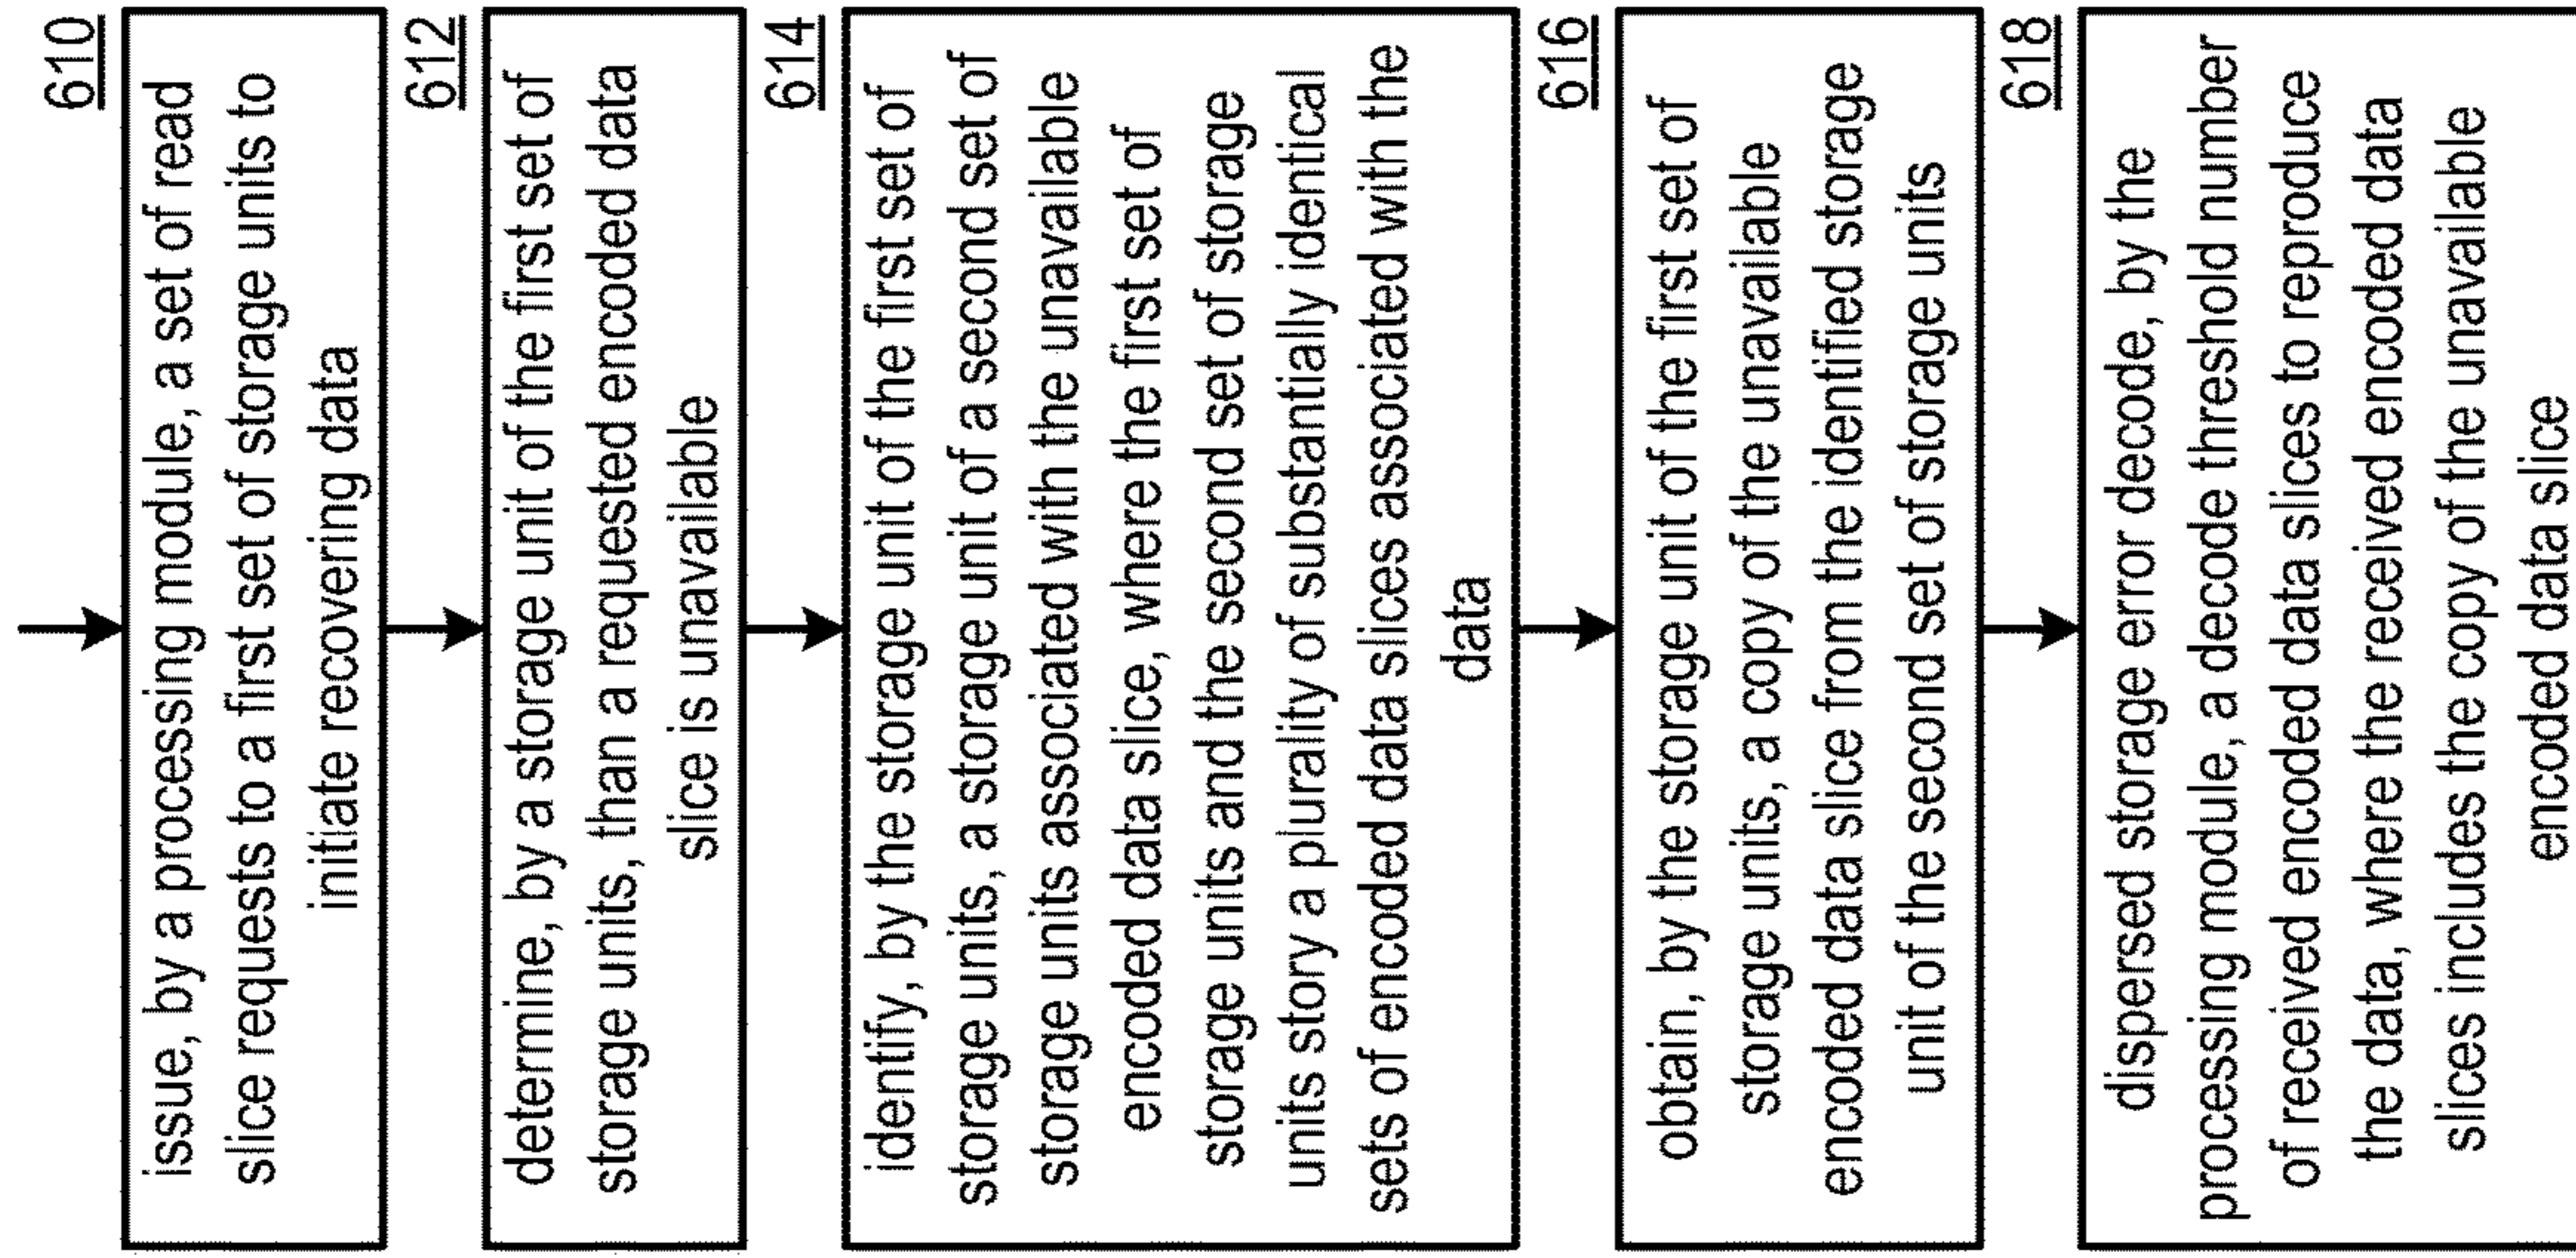 610
issue, by a processing module, a set of read
slice requests to a first set of storage units to
initiate recovering data
612
determine, by a storage unit of the first set of
storage units, than a requested encoded data
slice is unavailable
614
identify, by the storage unit of the first set of
storage units, a storage unit of a second set of
storage units associated with the unavailable
encoded data slice, where the first set of
storage units and the second set of storage
units story a plurality of substantially identical
sets of encoded data slices associated with the
data
616
obtain, by the storage unit of the first set of
storage units, a copy of the unavailable
encoded data slice from the identified storage
unit of the second set of storage units
618
dispersed storage error decode, by the
processing module, a decode threshold number
of received encoded data slices to reproduce
the data, where the received encoded data
slices includes the copy of the unavailable
encoded data slice